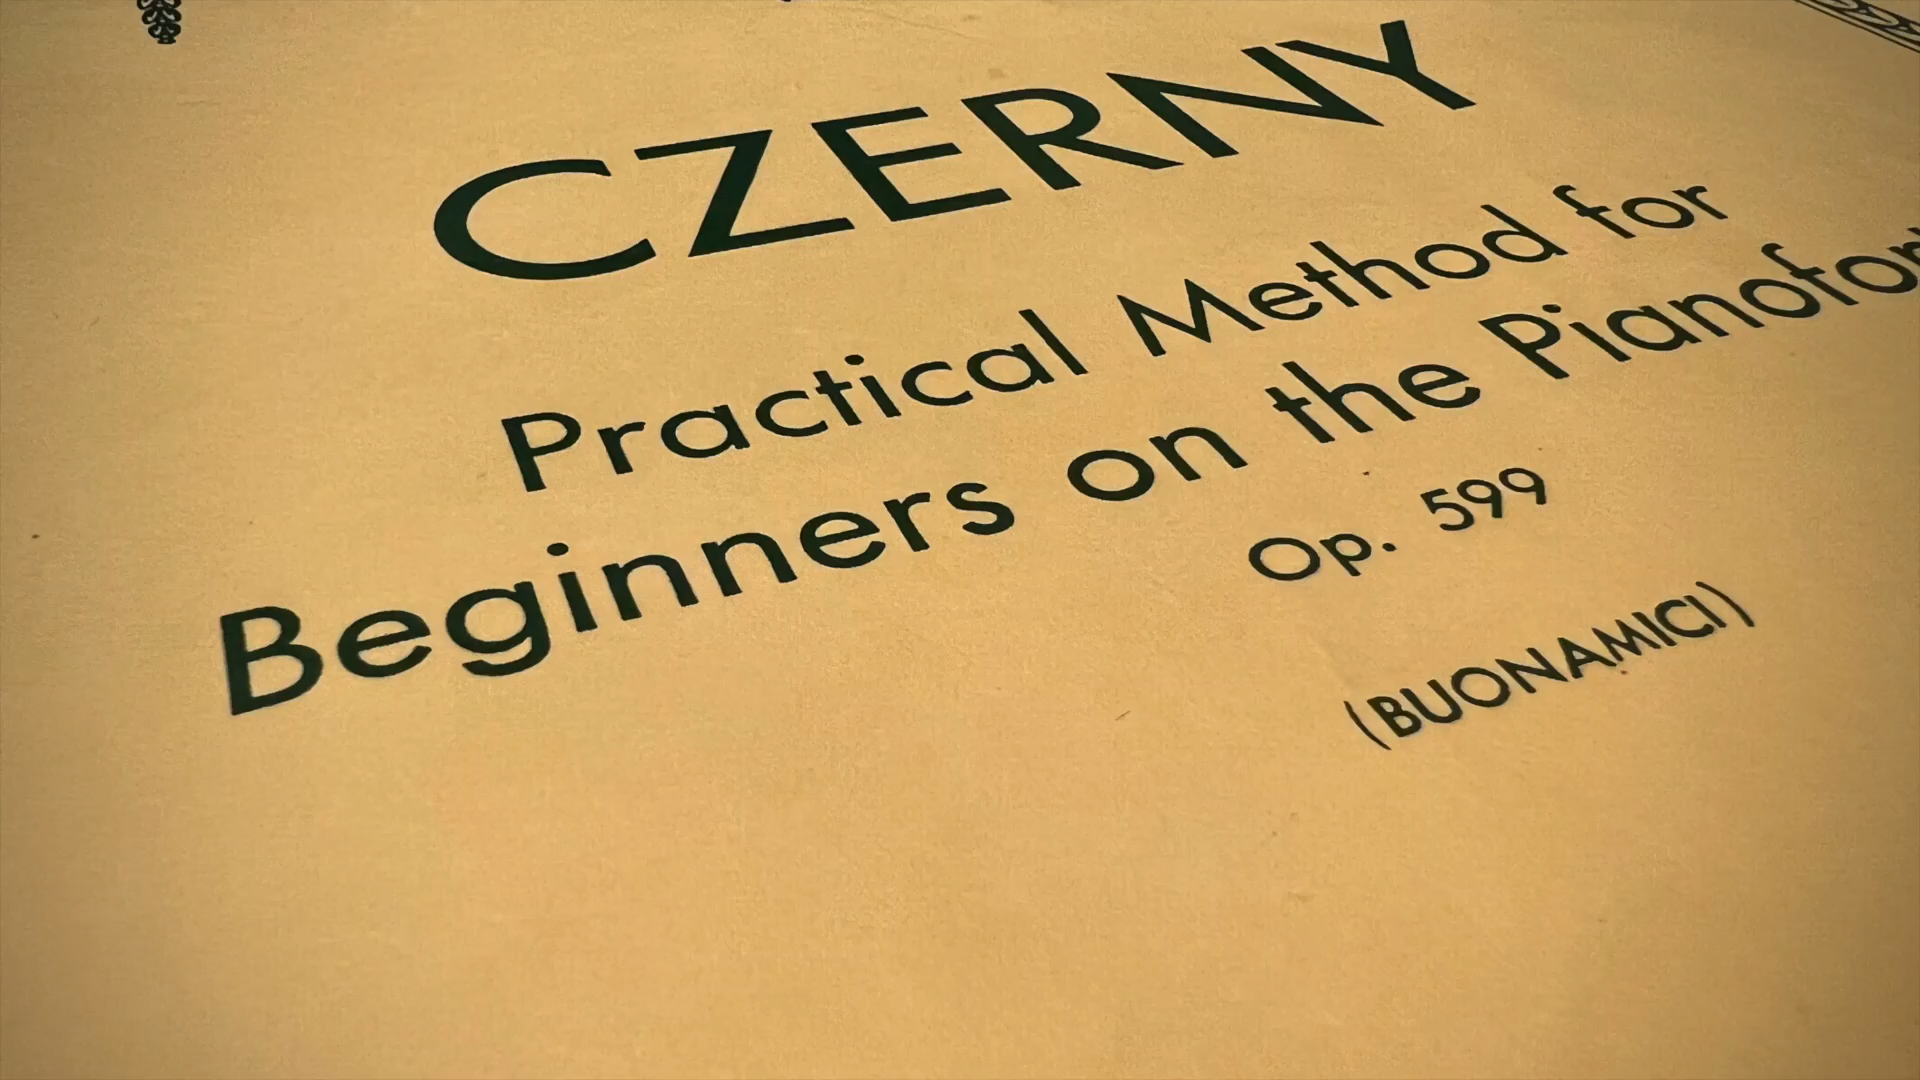 CZERNY
Practical Method for
Beginners on the Pianofor
Op. 599
(BUONAMICI)